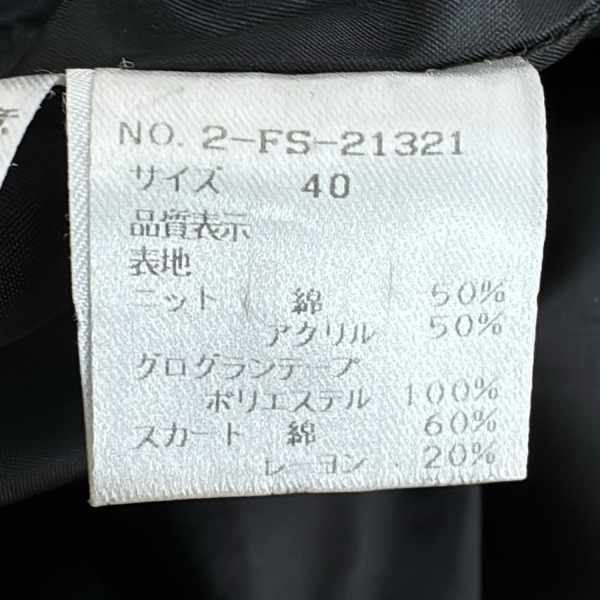 NO. 2-FS-21321
サイズ 40
品質表示
表地
ニット 綿 50%
アクリル 50%
グログランテープ
ポリエステル 100%
スカート 綿 60%
レーヨン 20%